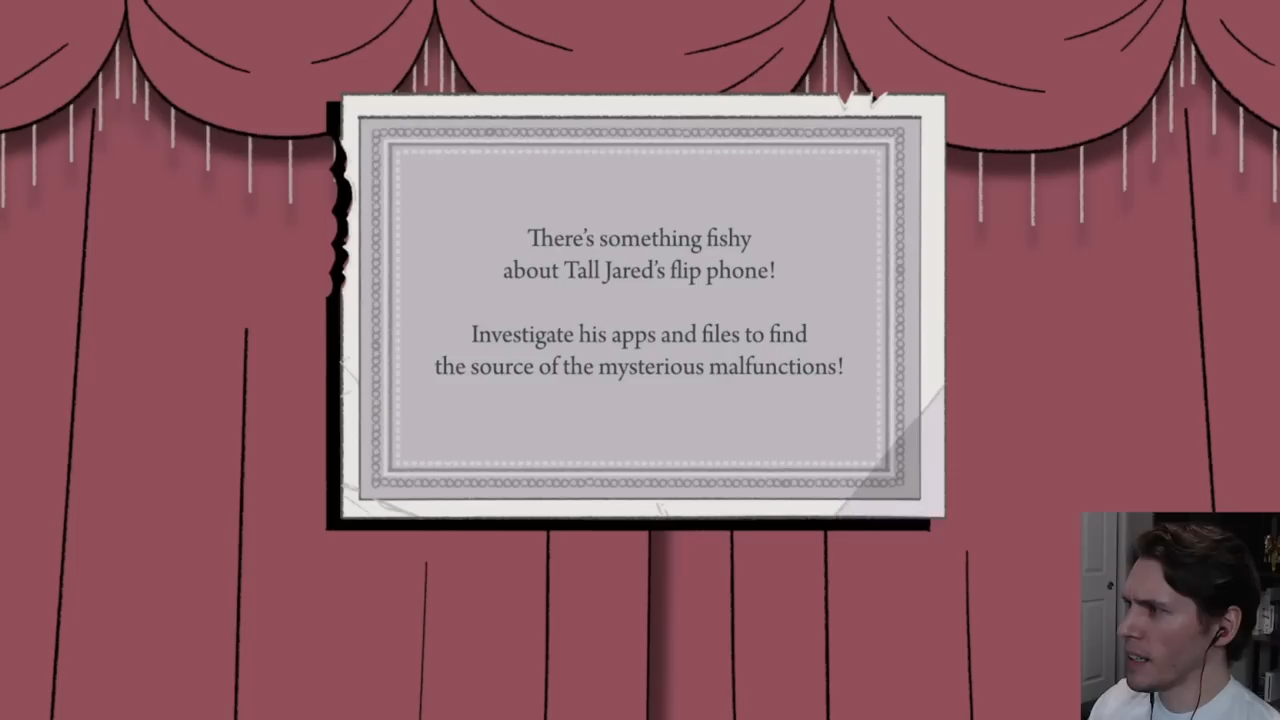 There's something fishy
about Tall Jared's flip phone!
Investigate his apps and files to find
the source of the mysterious malfunctions!